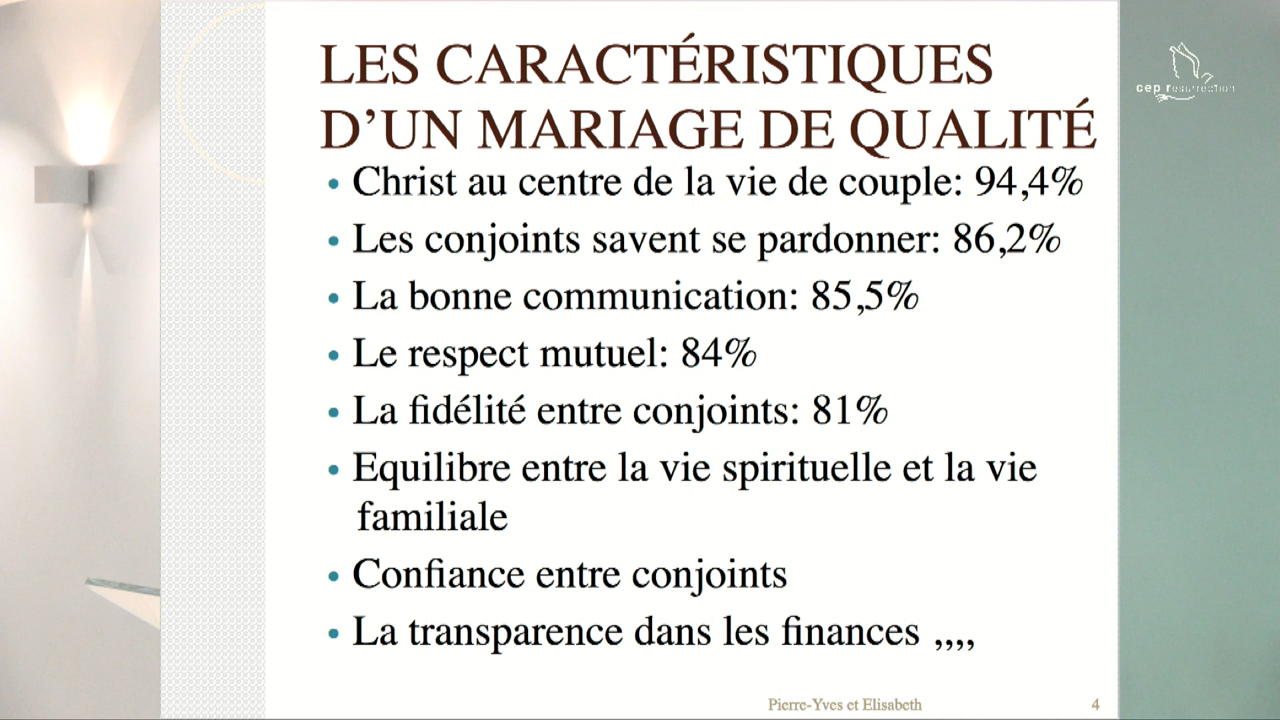 LES CARACTÉRISTIQUES
D’UN MARIAGE DE QUALITÉ
• Christ au centre de la vie de couple: 94,4%
• Les conjoints savent se pardonner: 86,2%
• La bonne communication: 85,5%
• Le respect mutuel: 84%
• La fidélité entre conjoints: 81%
• Equilibre entre la vie spirituelle et la vie
familiale
• Confiance entre conjoints
• La transparence dans les finances ,,,,
Pierre-Yves et Elisabeth 4
cep résurrection